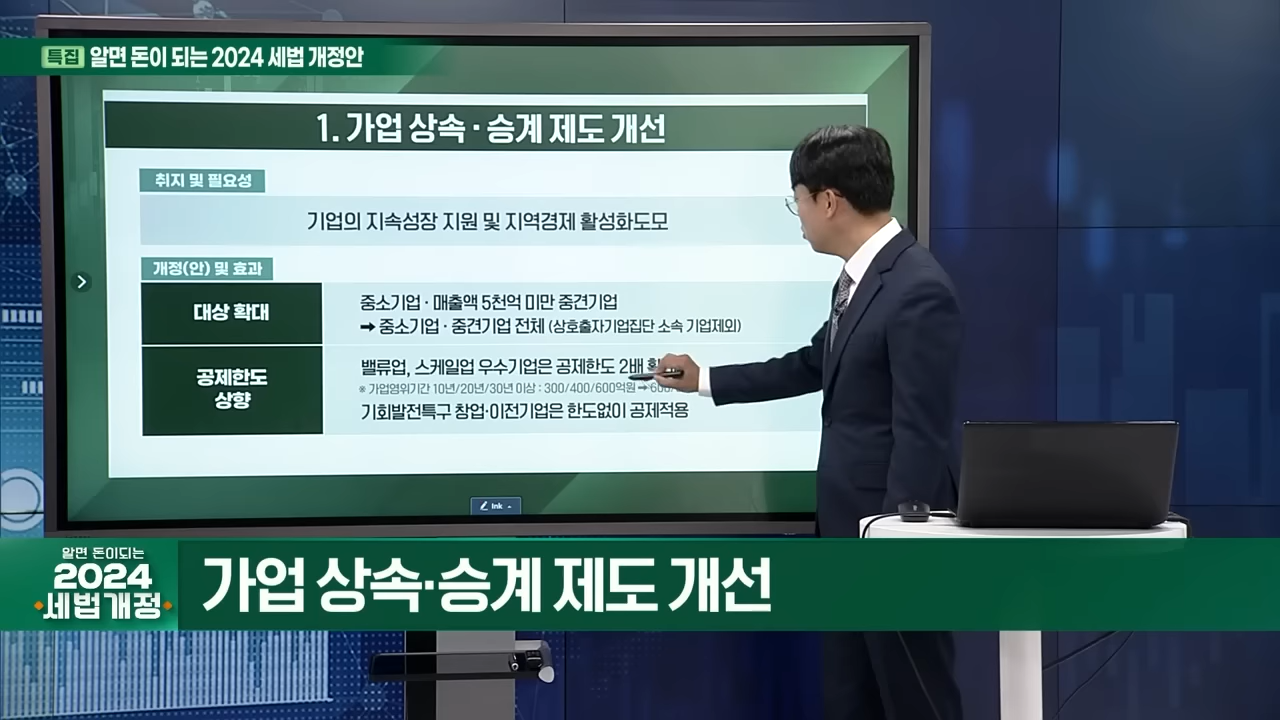 특집 알면 돈이 되는 2024 세법 개정안
1. 가업 상속 · 승계 제도 개선
취지 및 필요성
기업의 지속성장 지원 및 지역경제 활성화도모
개정(안) 및 효과
대상 확대
중소기업 · 매출액 5천억 미만 중견기업
➡ 중소기업 · 중견기업 전체 (상호출자기업집단 소속 기업제외)
공제한도
상향
밸류업, 스케일업 우수기업은 공제한도 2배
※ 가업영위기간 10년/20년/30년 이상 : 300/400/600억원 ➡
기회발전특구 창업·이전기업은 한도없이 공제적용
Ink
알면 돈이되는
2024
세법개정
가업 상속·승계 제도 개선